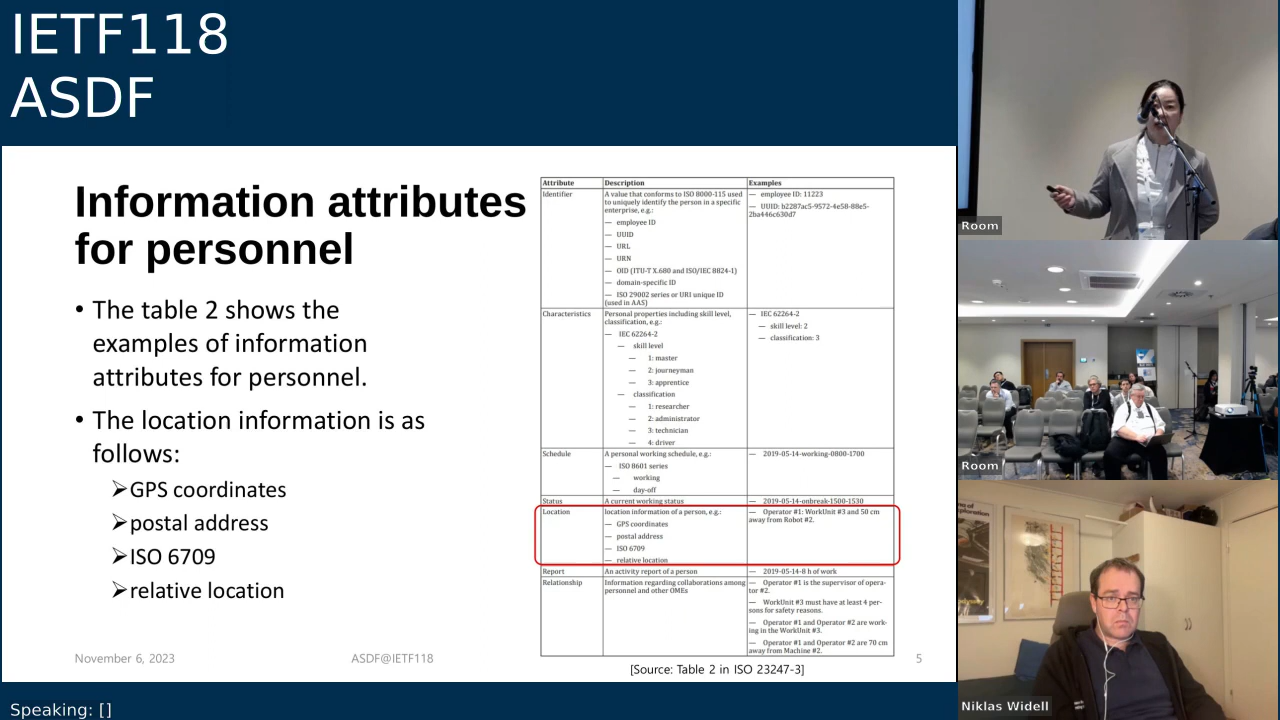 IETF118
ASDF
Information attributes
for personnel
• The table 2 shows the
examples of information
attributes for personnel.
• The location information is as
follows:
➢GPS coordinates
➢postal address
➢ISO 6709
➢relative location
Attribute Description Examples
Identifier A value that conforms to ISO 8000-115 used
to uniquely identify the person in a specific
enterprise, e.g.:
— employee ID
— UUID
— URL
— URN
— OID (ITU-T X.680 and ISO/IEC 8824-1)
— domain-specific ID
— ISO 29002 series or URI unique ID
(used in AAS)
— employee ID: 11223
— UUID: b2287ac5-9572-4e58-88e5-
2ba446c630d7
Characteristics Personal properties including skill level,
classification, e.g.:
— IEC 62264-2
— skill level
— 1: master
— 2: journeyman
— 3: apprentice
— classification
— 1: researcher
— 2: administrator
— 3: technician
— 4: driver
— IEC 62264-2
— skill level: 2
— classification: 3
Schedule A personal working schedule, e.g.:
— ISO 8601 series
— working
— day-off
— 2019-05-14-working-0800-1700
Status A current working status — 2019-05-14-onbreak-1500-1530
Location location information of a person, e.g.:
— GPS coordinates
— postal address
— ISO 6709
— relative location
— Operator #1: WorkUnit #3 and 50 cm
away from Robot #2.
Report An activity report of a person — 2019-05-14-8 h of work
Relationship Information regarding collaborations among
personnel and other OMEs
— Operator #1 is the supervisor of opera-
tor #2.
— WorkUnit #3 must have at least 4 per-
sons for safety reasons.
— Operator #1 and Operator #2 are work-
ing in the WorkUnit #3.
— Operator #1 and Operator #2 are 70 cm
away from Machine #2.
[Source: Table 2 in ISO 23247-3]
November 6, 2023 ASDF@IETF118 5
Speaking: []
Room
Room
Niklas Widell